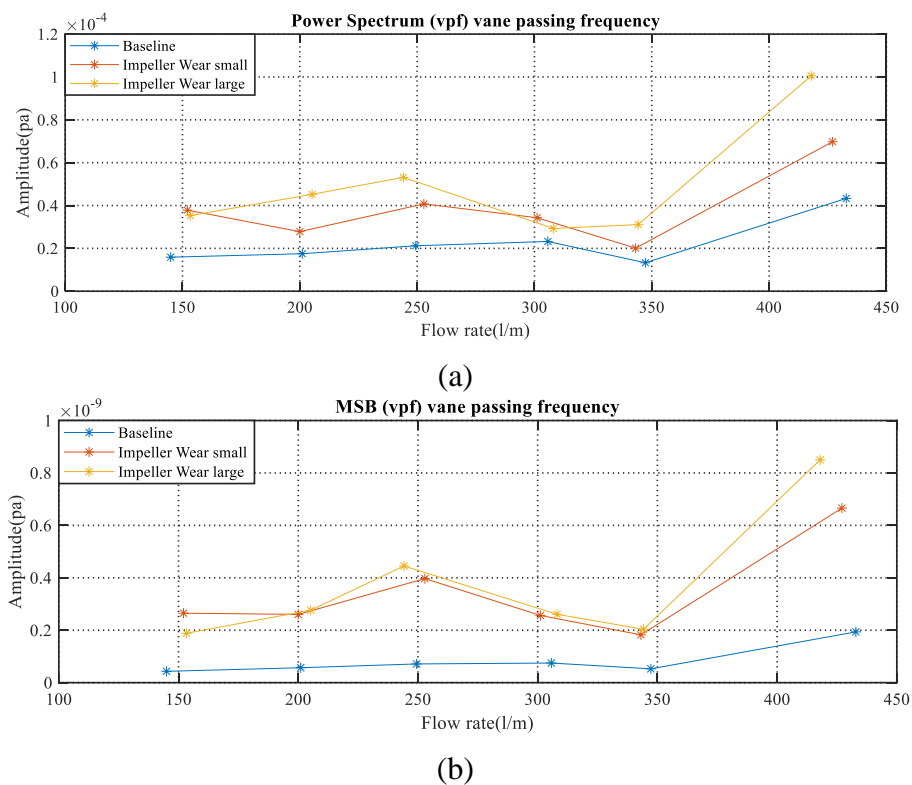 ×10⁻⁴
Power Spectrum (vpf) vane passing frequency
Baseline
Impeller Wear small
Impeller Wear large
1.2
1
0.8
0.6
0.4
0.2
0
Amplitude(pa)
100 150 200 250 300 350 400 450
Flow rate(l/m)
(a)
×10⁻⁹
MSB (vpf) vane passing frequency
Baseline
Impeller Wear small
Impeller Wear large
1
0.8
0.6
0.4
0.2
0
Amplitude(pa)
100 150 200 250 300 350 400 450
Flow rate(l/m)
(b)